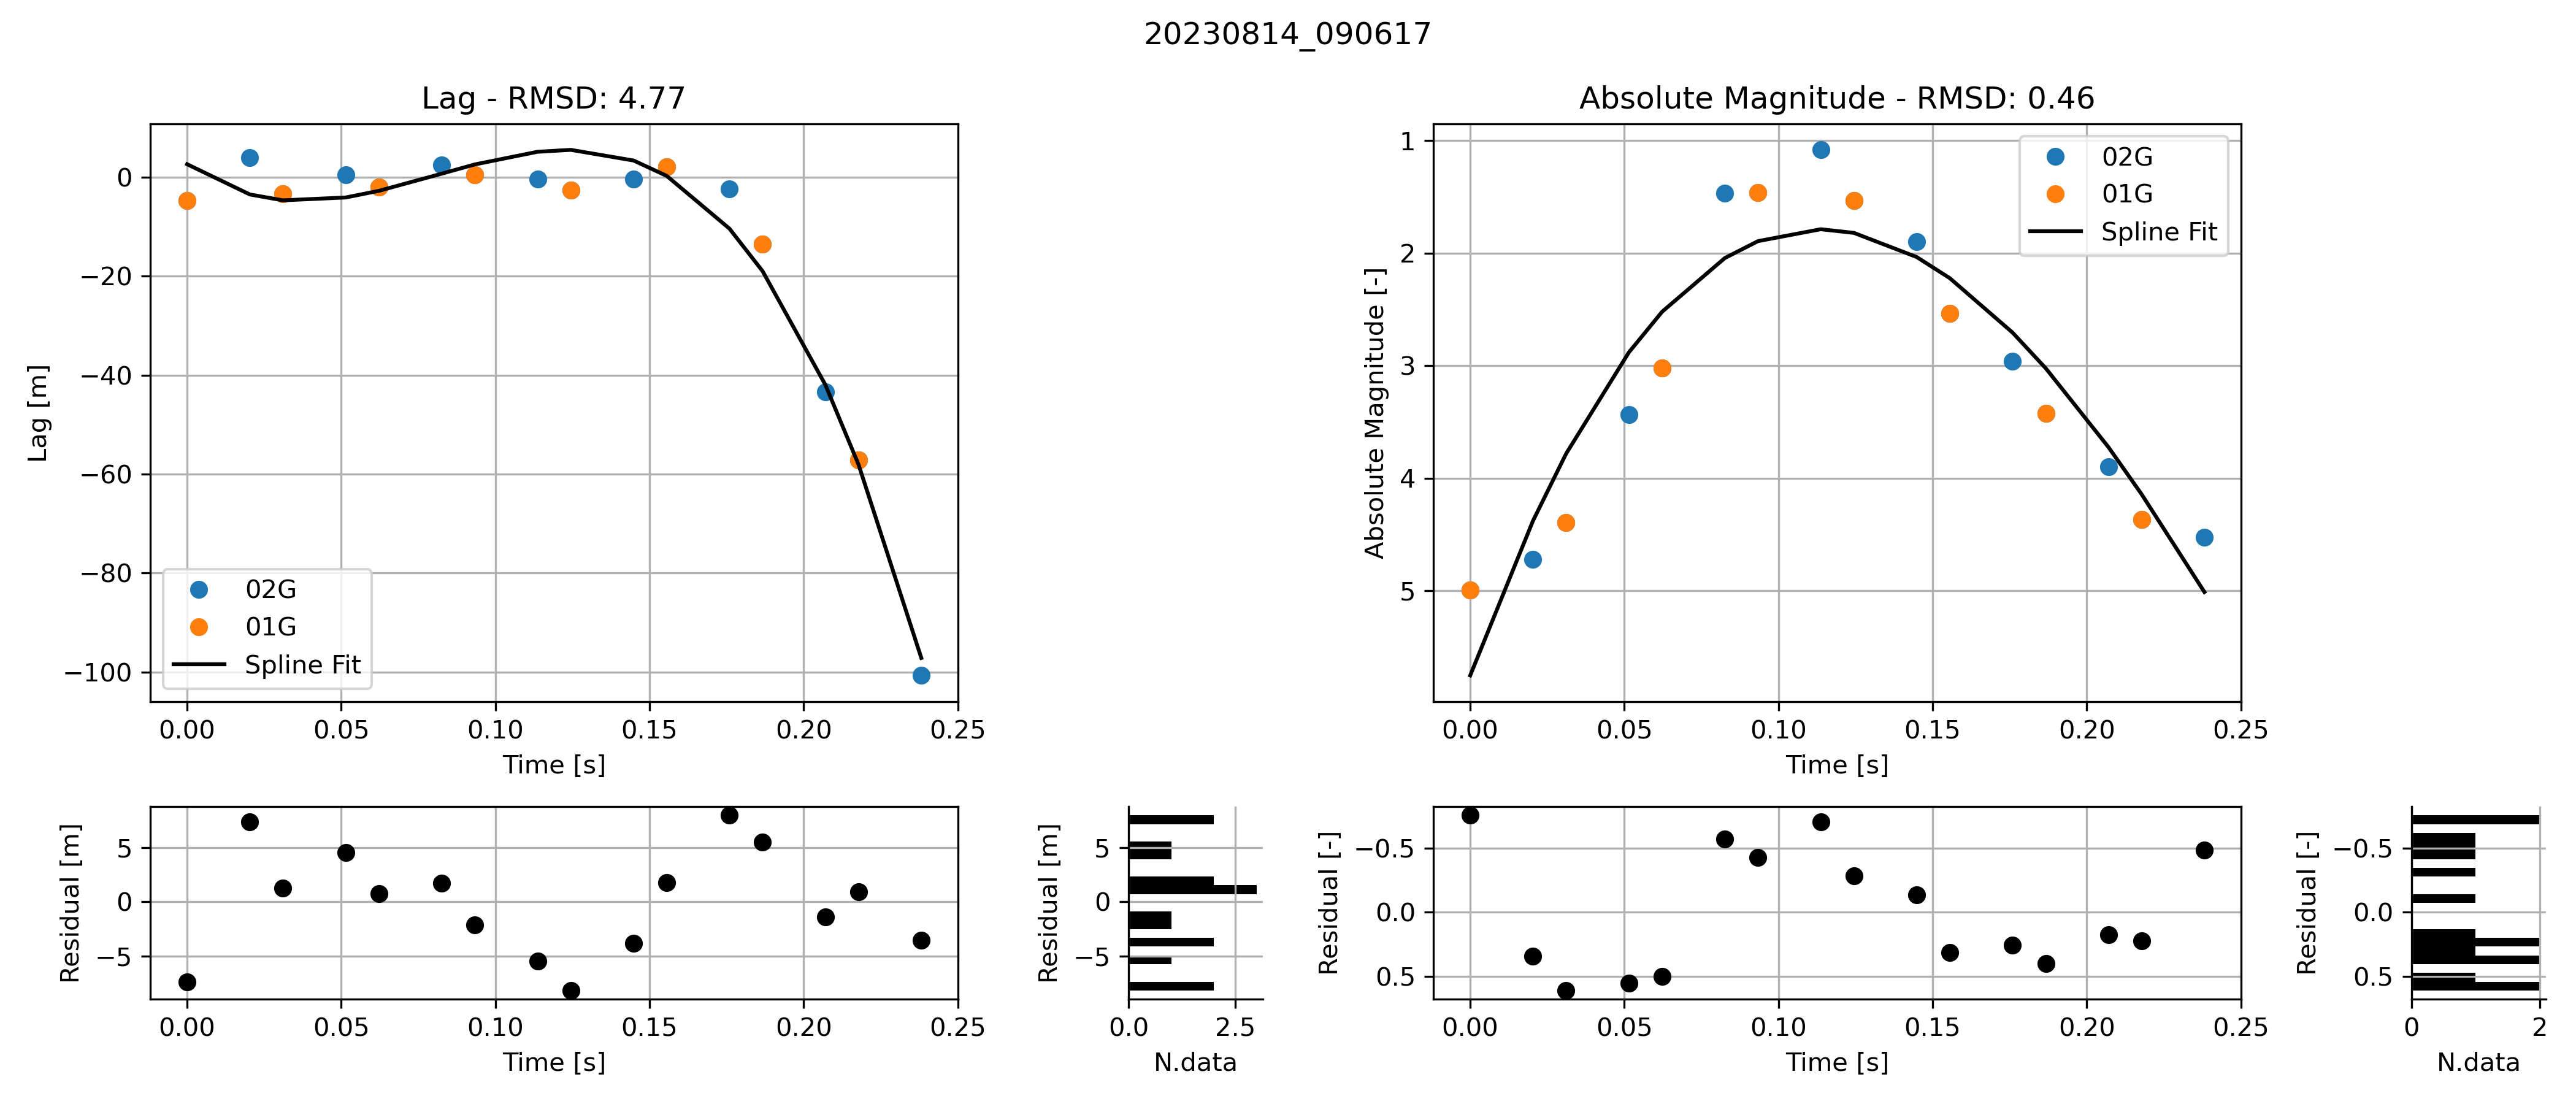 20230814_090617
Lag - RMSD: 4.77
Lag [m]
0
−20
−40
−60
−80
−100
02G
01G
Spline Fit
0.00 0.05 0.10 0.15 0.20 0.25
Time [s]
Absolute Magnitude - RMSD: 0.46
Absolute Magnitude [-]
1
2
3
4
5
02G
01G
Spline Fit
0.00 0.05 0.10 0.15 0.20 0.25
Time [s]
Residual [m]
5
0
−5
0.00 0.05 0.10 0.15 0.20 0.25
Time [s]
Residual [m]
5
0
−5
0.0 2.5
N.data
Residual [-]
−0.5
0.0
0.5
0.00 0.05 0.10 0.15 0.20 0.25
Time [s]
Residual [-]
−0.5
0.0
0.5
0 2
N.data